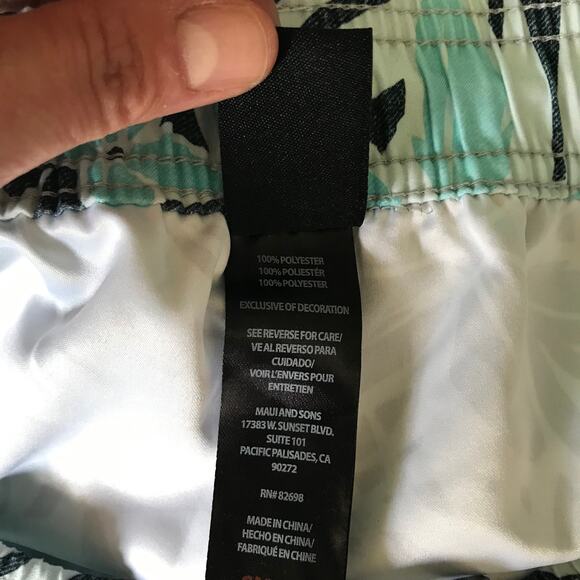 100% POLYESTER
100% POLIESTÉR
100% POLYESTER
EXCLUSIVE OF DECORATION
SEE REVERSE FOR CARE/
VE AL REVERSO PARA
CUIDADO/
VOIR L'ENVERS POUR
ENTRETIEN
MAUI AND SONS
17383 W. SUNSET BLVD.
SUITE 101
PACIFIC PALISADES, CA
90272
RN# 82698
MADE IN CHINA/
HECHO EN CHINA/
FABRIQUÉ EN CHINE